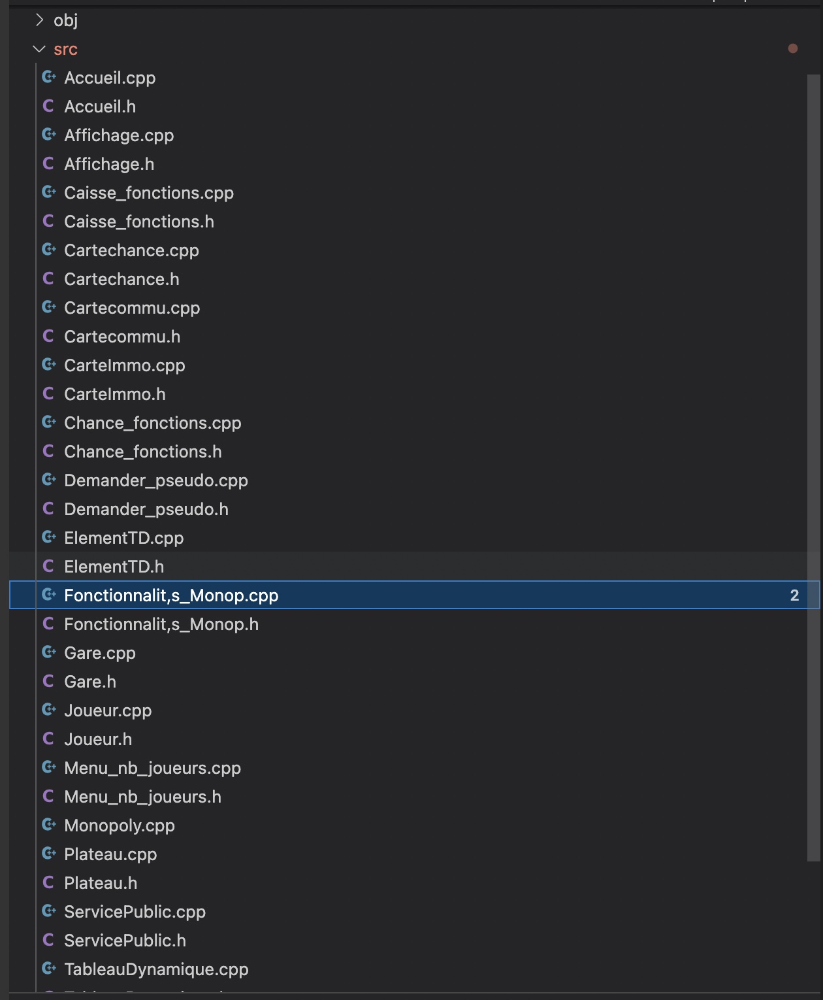 obj
src
Accueil.cpp
Accueil.h
Affichage.cpp
Affichage.h
Caisse_fonctions.cpp
Caisse_fonctions.h
Cartechance.cpp
Cartechance.h
Cartecommu.cpp
Cartecommu.h
CarteImmo.cpp
CarteImmo.h
Chance_fonctions.cpp
Chance_fonctions.h
Demander_pseudo.cpp
Demander_pseudo.h
ElementTD.cpp
ElementTD.h
Fonctionnalit,s_Monop.cpp 2
Fonctionnalit,s_Monop.h
Gare.cpp
Gare.h
Joueur.cpp
Joueur.h
Menu_nb_joueurs.cpp
Menu_nb_joueurs.h
Monopoly.cpp
Plateau.cpp
Plateau.h
ServicePublic.cpp
ServicePublic.h
TableauDynamique.cpp